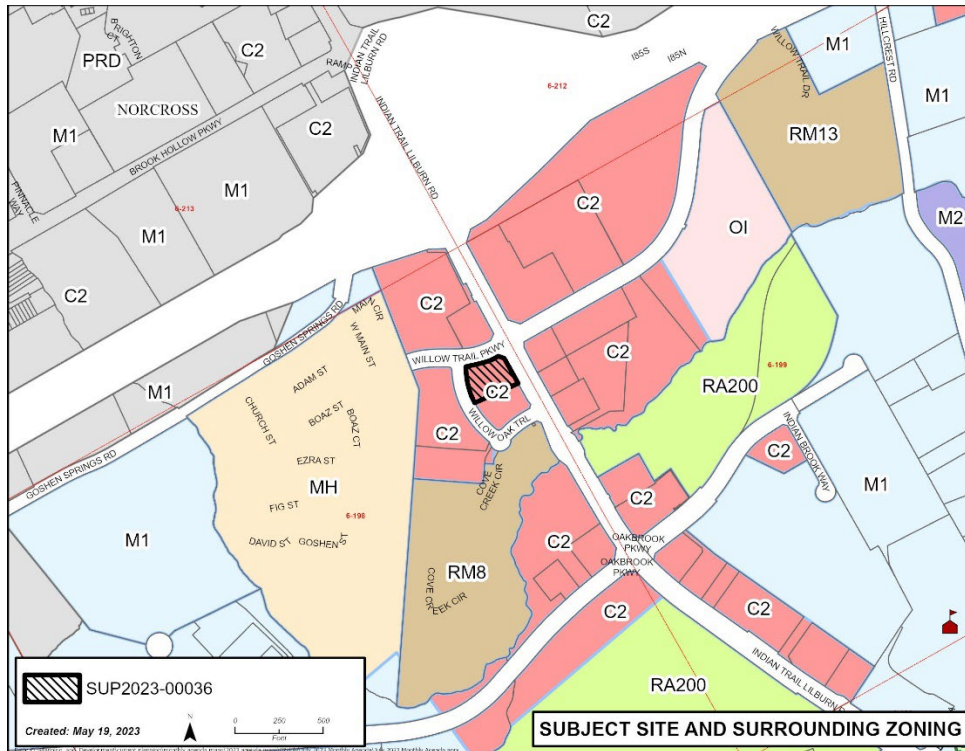 BRIGHTON
CT
PRD
C2
INDIAN TRAIL
LILBURN RD
RAMP
C2
I85S
I85N
6-212
WILLOW TRAIL DR
M1
HILLCREST RD
M1
NORCROSS
INDIAN TRAIL LILBURN RD
M1
C2
BROOK HOLLOW PKWY
RM13
PINNACLE
WAY
6-213
M1
C2
M2
M1
OI
C2
C2
GOSHEN SPRINGS RD
MAIN CIR
W MAIN ST
WILLOW TRAIL PKWY
C2
RA200
6-199
M1
ADAM ST
C2
CHURCH ST
BOAZ ST
BOAZ CT
C2
WILLOW OAK TRL
INDIAN BROOK WAY
C2
EZRA ST
COVE
CREEK CIR
GOSHEN SPRINGS RD
MH
C2
M1
FIG ST
6-198
M1
DAVID ST
GOSHEN ST
C2
OAKBROOK
PKWY
OAKBROOK
PKWY
RM8
COVE CREEK CIR
C2
C2
INDIAN TRAIL LILBURN R
RA200
SUP2023-00036
Created: May 19, 2023
N
0 250 500
Feet
SUBJECT SITE AND SURROUNDING ZONING